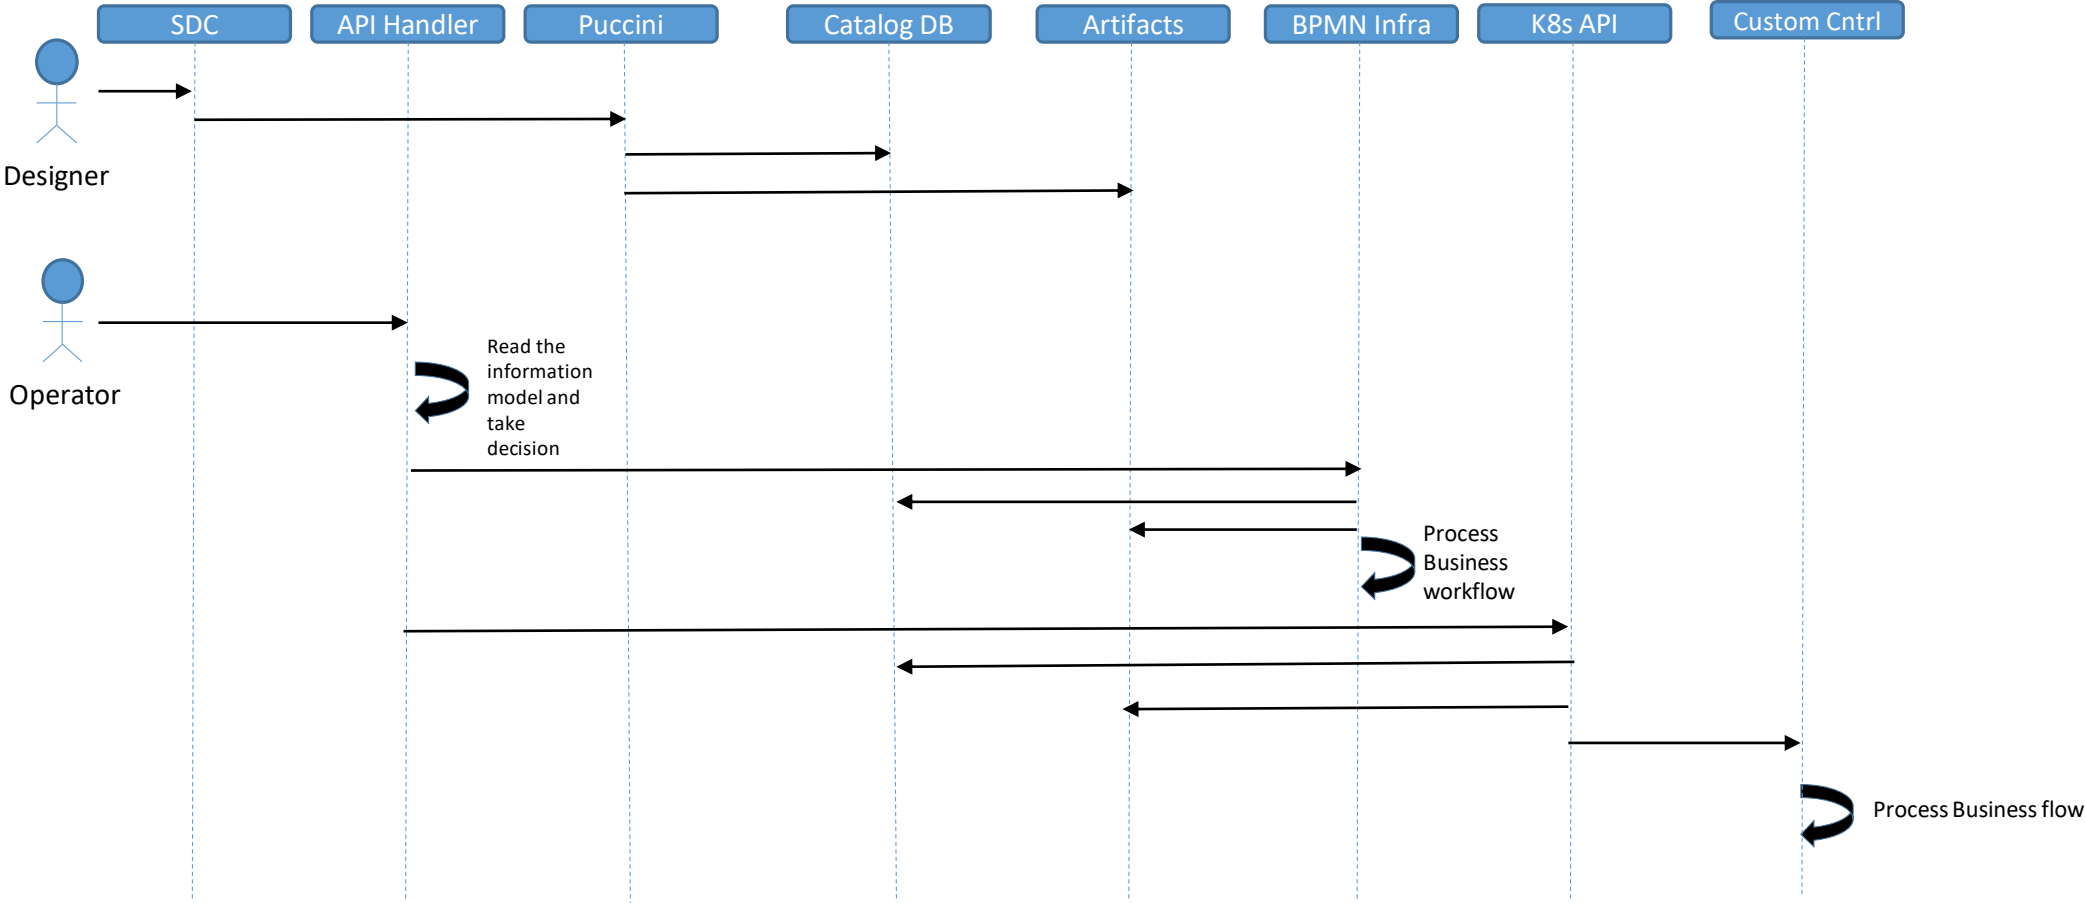 SDC
API Handler
Puccini
Catalog DB
Artifacts
BPMN Infra
K8s API
Custom Cntrl
Designer
Operator
Read the
information
model and
take
decision
Process
Business
workflow
Process Business flow